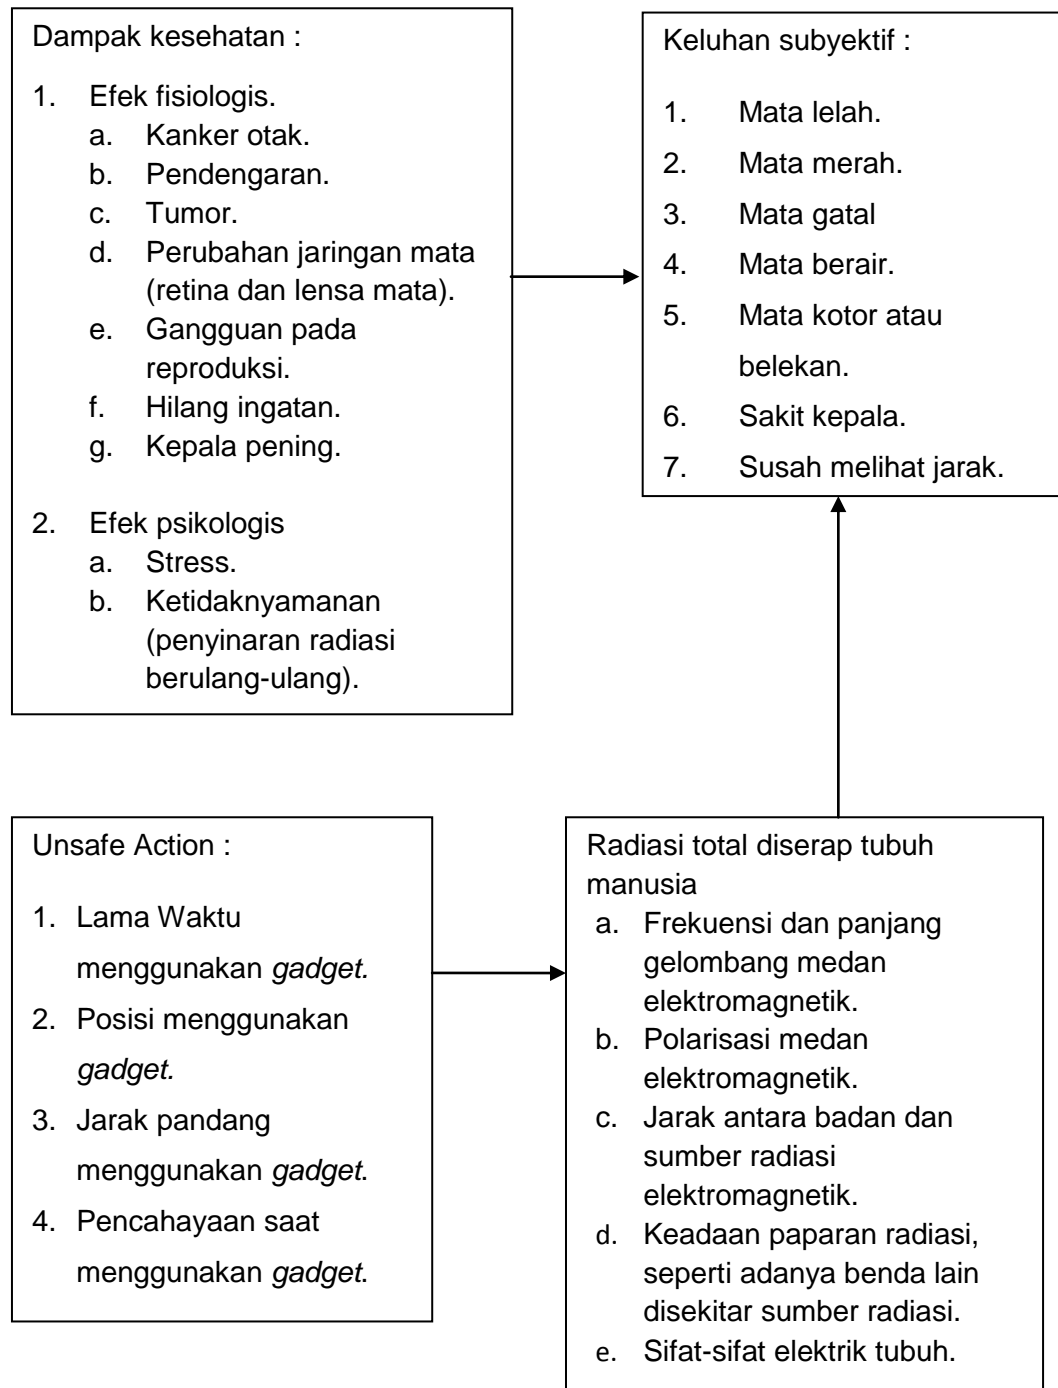 Dampak kesehatan :
1. Efek fisiologis.
a. Kanker otak.
b. Pendengaran.
c. Tumor.
d. Perubahan jaringan mata
(retina dan lensa mata).
e. Gangguan pada
reproduksi.
f. Hilang ingatan.
g. Kepala pening.
2. Efek psikologis
a. Stress.
b. Ketidaknyamanan
(penyinaran radiasi
berulang-ulang).
Keluhan subyektif :
1. Mata lelah.
2. Mata merah.
3. Mata gatal
4. Mata berair.
5. Mata kotor atau
belekan.
6. Sakit kepala.
7. Susah melihat jarak.
Unsafe Action :
1. Lama Waktu
menggunakan gadget.
2. Posisi menggunakan
gadget.
3. Jarak pandang
menggunakan gadget.
4. Pencahayaan saat
menggunakan gadget.
Radiasi total diserap tubuh
manusia
a. Frekuensi dan panjang
gelombang medan
elektromagnetik.
b. Polarisasi medan
elektromagnetik.
c. Jarak antara badan dan
sumber radiasi
elektromagnetik.
d. Keadaan paparan radiasi,
seperti adanya benda lain
disekitar sumber radiasi.
e. Sifat-sifat elektrik tubuh.